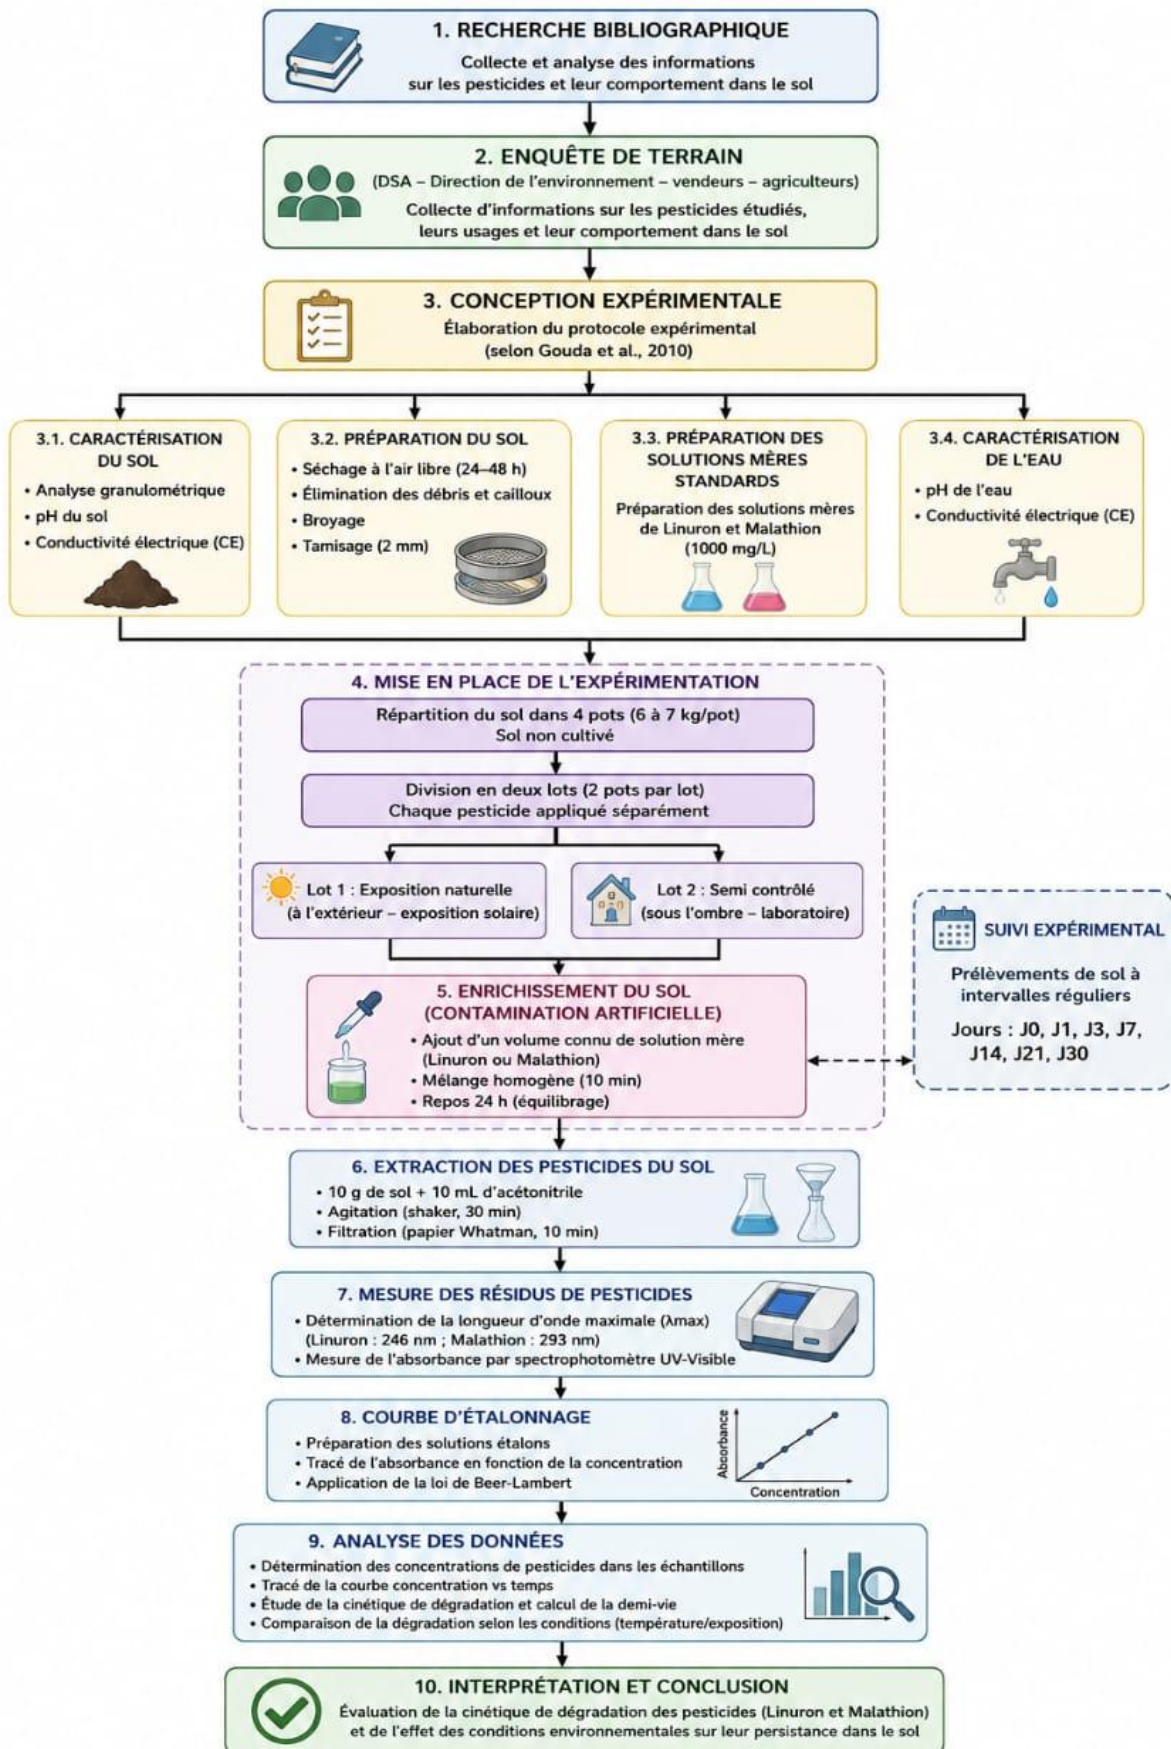 1. RECHERCHE BIBLIOGRAPHIQUE
Collecte et analyse des informations
sur les pesticides et leur comportement dans le sol
2. ENQUÊTE DE TERRAIN
(DSA – Direction de l'environnement – vendeurs – agriculteurs)
Collecte d'informations sur les pesticides étudiés,
leurs usages et leur comportement dans le sol
3. CONCEPTION EXPÉRIMENTALE
Élaboration du protocole expérimental
(selon Gouda et al., 2010)
3.1. CARACTÉRISATION
DU SOL
• Analyse granulométrique
• pH du sol
• Conductivité électrique (CE)
3.2. PRÉPARATION DU SOL
• Séchage à l'air libre (24–48 h)
• Élimination des débris et cailloux
• Broyage
• Tamisage (2 mm)
3.3. PRÉPARATION DES
SOLUTIONS MÈRES
STANDARDS
Préparation des solutions mères
de Linuron et Malathion
(1000 mg/L)
3.4. CARACTÉRISATION
DE L'EAU
• pH de l'eau
• Conductivité électrique (CE)
4. MISE EN PLACE DE L'EXPÉRIMENTATION
Répartition du sol dans 4 pots (6 à 7 kg/pot)
Sol non cultivé
Division en deux lots (2 pots par lot)
Chaque pesticide appliqué séparément
Lot 1 : Exposition naturelle
(à l'extérieur – exposition solaire)
Lot 2 : Semi contrôlé
(sous l'ombre – laboratoire)
5. ENRICHISSEMENT DU SOL
(CONTAMINATION ARTIFICIELLE)
• Ajout d'un volume connu de solution mère
(Linuron ou Malathion)
• Mélange homogène (10 min)
• Repos 24 h (équilibrage)
SUIVI EXPÉRIMENTAL
Prélèvements de sol à
intervalles réguliers
Jours : J0, J1, J3, J7,
J14, J21, J30
6. EXTRACTION DES PESTICIDES DU SOL
• 10 g de sol + 10 mL d'acétonitrile
• Agitation (shaker, 30 min)
• Filtration (papier Whatman, 10 min)
7. MESURE DES RÉSIDUS DE PESTICIDES
• Détermination de la longueur d'onde maximale (λmax)
(Linuron : 246 nm ; Malathion : 293 nm)
• Mesure de l'absorbance par spectrophotomètre UV-Visible
8. COURBE D'ÉTALONNAGE
• Préparation des solutions étalons
• Tracé de l'absorbance en fonction de la concentration
• Application de la loi de Beer-Lambert
Absorbance
Concentration
9. ANALYSE DES DONNÉES
• Détermination des concentrations de pesticides dans les échantillons
• Tracé de la courbe concentration vs temps
• Étude de la cinétique de dégradation et calcul de la demi-vie
• Comparaison de la dégradation selon les conditions (température/exposition)
10. INTERPRÉTATION ET CONCLUSION
Évaluation de la cinétique de dégradation des pesticides (Linuron et Malathion)
et de l'effet des conditions environnementales sur leur persistance dans le sol